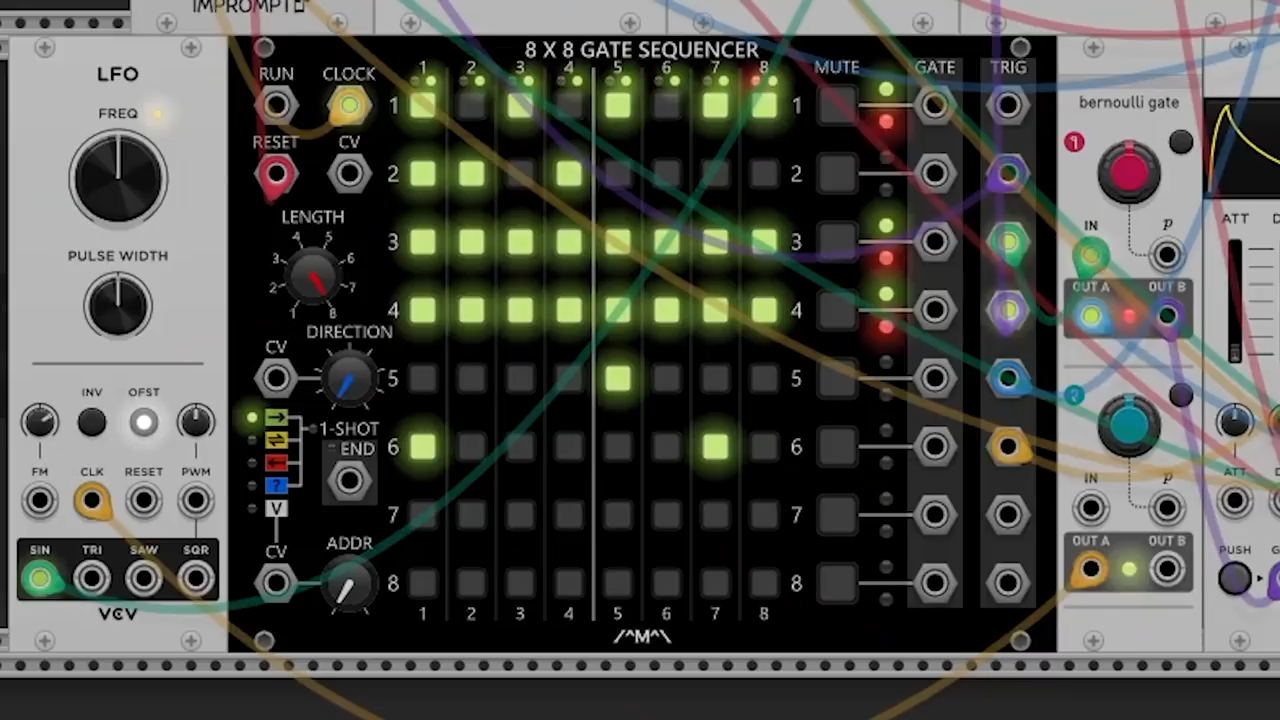 IMPROMPTU
LFO
FREQ
PULSE WIDTH
INV OFST
FM CLK RESET PWM
SIN TRI SAW SQR
VCV
8 X 8 GATE SEQUENCER
RUN CLOCK
RESET CV
LENGTH
1 2 3 4 5 6 7 8
DIRECTION
CV
1-SHOT
END
?
V
CV
ADDR
1 2 3 4 5 6 7 8
1 1
2 2
3 3
4 4
5 5
6 6
7 7
8 8
1 2 3 4 5 6 7 8
/^M^\
MUTE GATE TRIG
bernoulli gate
1
IN p
OUT A OUT B
2
IN p
OUT A OUT B
ATT
ATT
PUSH